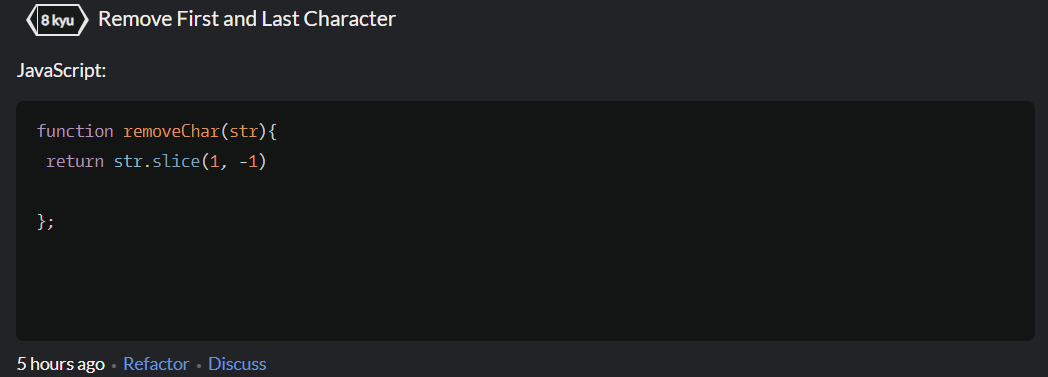 8 kyu Remove First and Last Character
JavaScript:
function removeChar(str){
 return str.slice(1, -1)
};
5 hours ago • Refactor • Discuss